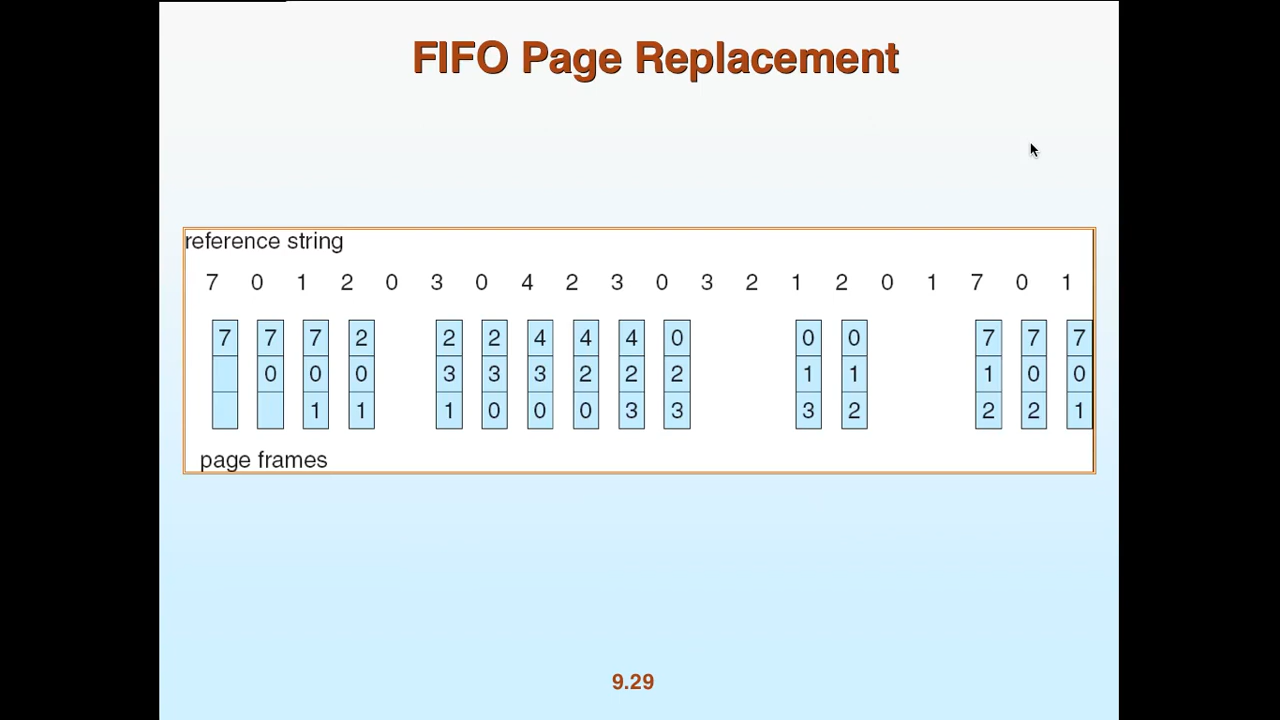 FIFO Page Replacement
reference string
7 0 1 2 0 3 0 4 2 3 0 3 2 1 2 0 1 7 0 1
7 7 7 2 2 2 4 4 4 0 0 0 7 7 7
0 0 0 3 3 3 2 2 2 1 1 1 0 0
1 1 1 0 0 0 3 3 3 2 2 2 1
page frames
9.29